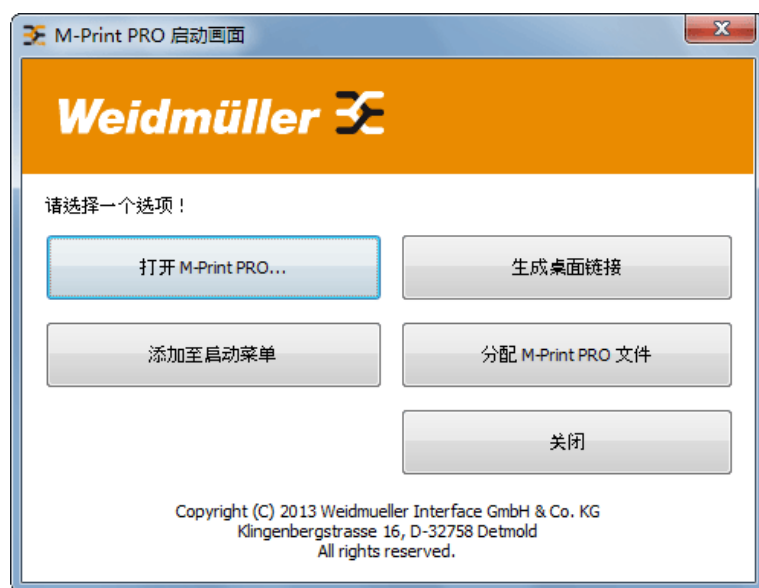 M-Print PRO 启动画面
Weidmüller
请选择一个选项！
打开 M-Print PRO...
生成桌面链接
添加至启动菜单
分配 M-Print PRO 文件
关闭
Copyright (C) 2013 Weidmueller Interface GmbH & Co. KG
Klingenbergstrasse 16, D-32758 Detmold
All rights reserved.